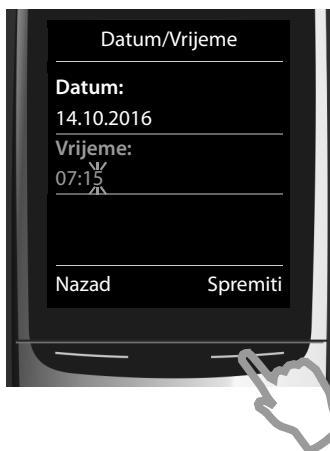 Datum/Vrijeme
Datum:
14.10.2016
Vrijeme:
07:15
Nazad Spremiti